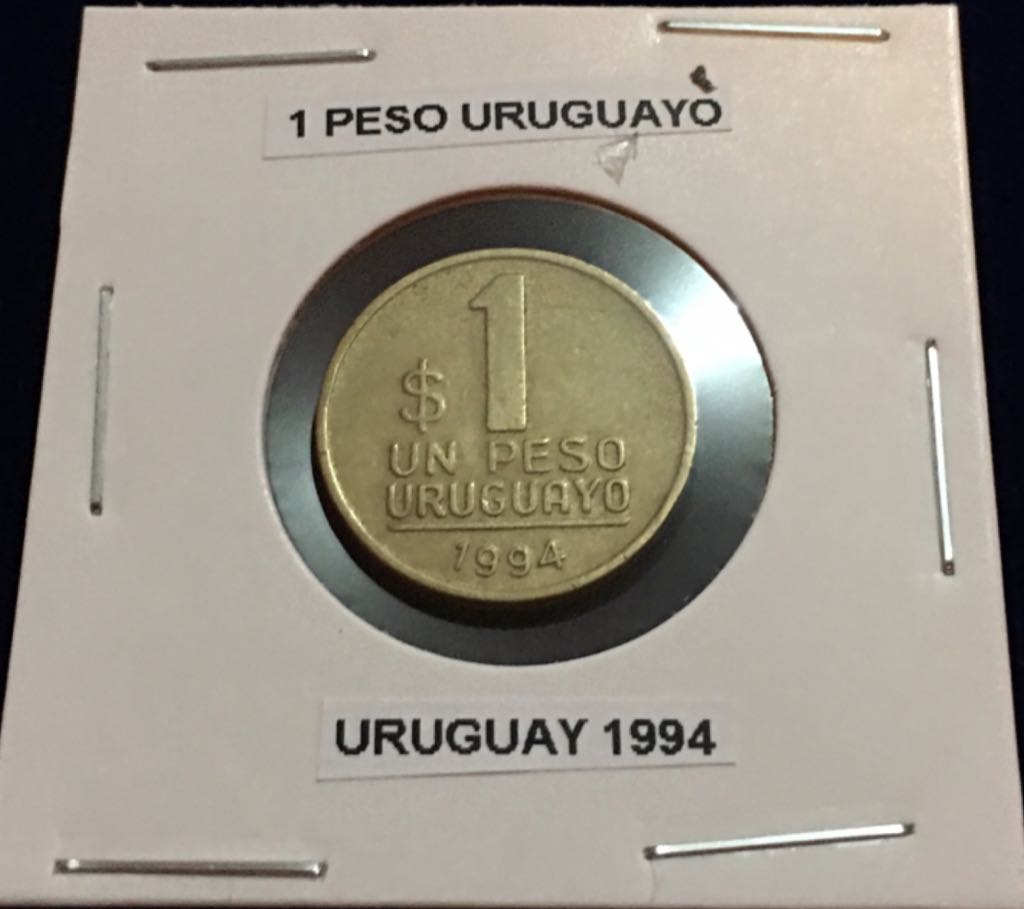 1 PESO URUGUAYO
$ 1
UN PESO
URUGUAYO
1994
URUGUAY 1994